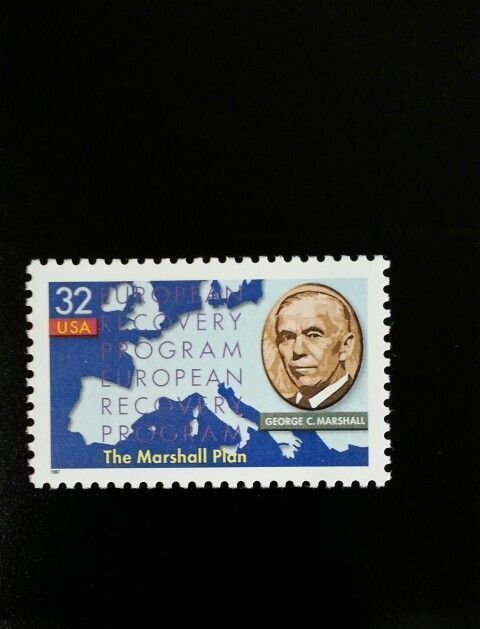 32
USA
EUROPEAN
RECOVERY
PROGRAM
EUROPEAN
RECOVERY
PROGRAM
GEORGE C. MARSHALL
The Marshall Plan
1997